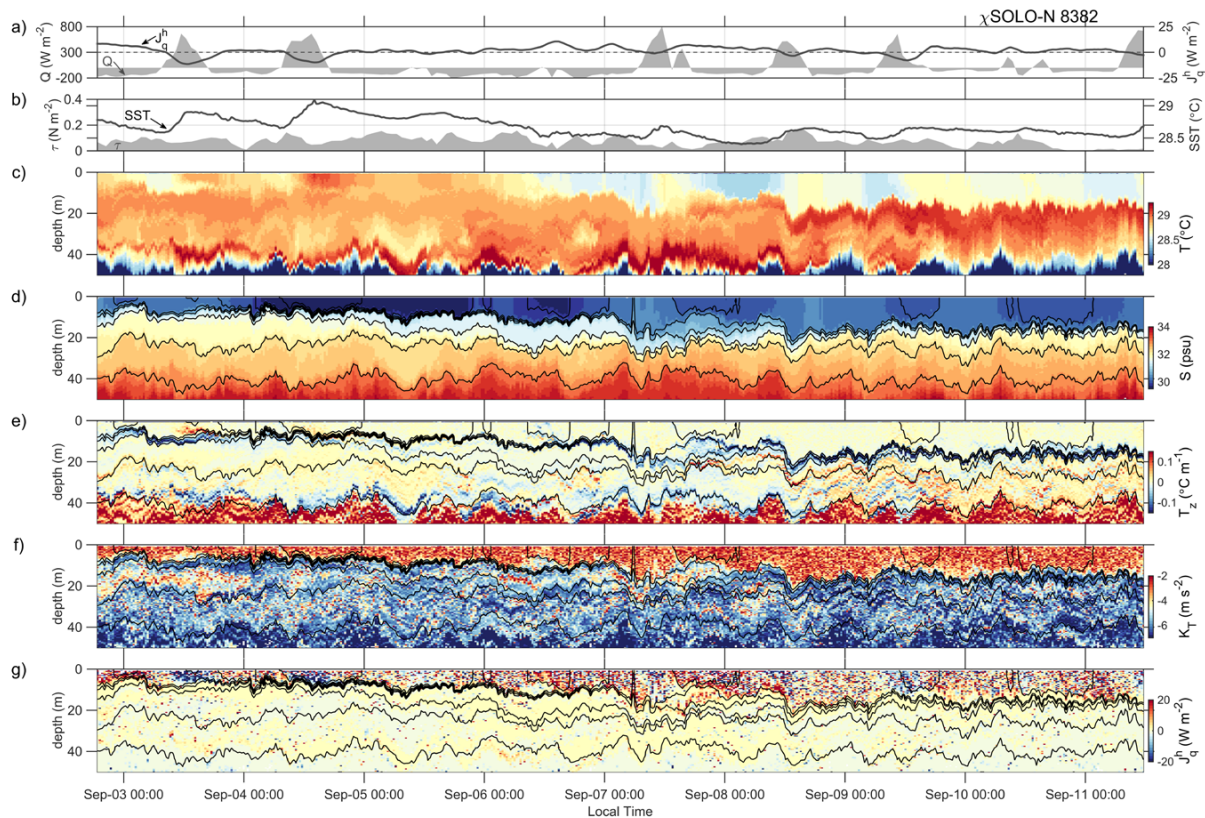 χSOLO-N 8382
a)
Q (W m⁻²)
800
300
-200
J_q^h
Q
25
0
-25
J_q^h (W m⁻²)
b)
τ (N m⁻²)
0.4
0.2
0
SST
τ
29
28.5
SST (°C)
c)
depth (m)
0
20
40
29
28.5
28
T (°C)
d)
depth (m)
0
20
40
34
32
30
S (psu)
e)
depth (m)
0
20
40
0.1
0
-0.1
T_z (°C m⁻¹)
f)
depth (m)
0
20
40
-2
-4
-6
K_T (m s⁻²)
g)
depth (m)
0
20
40
20
0
-20
J_q^h (W m⁻²)
Sep-03 00:00 Sep-04 00:00 Sep-05 00:00 Sep-06 00:00 Sep-07 00:00 Sep-08 00:00 Sep-09 00:00 Sep-10 00:00 Sep-11 00:00
Local Time